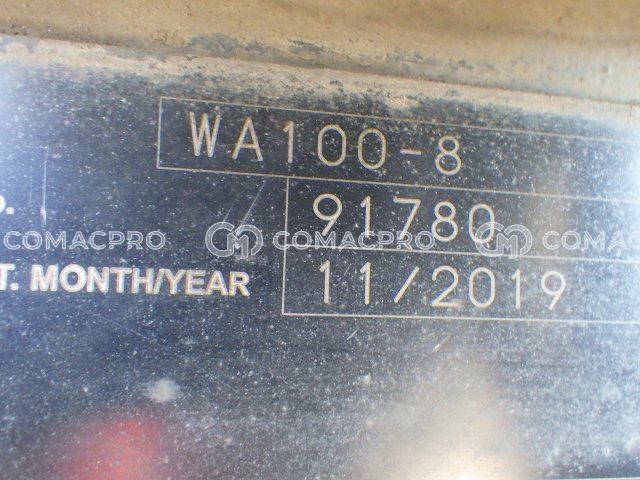 WA100-8
91780
COMACPRO COMACPRO COMACPRO
T. MONTH/YEAR 11/2019